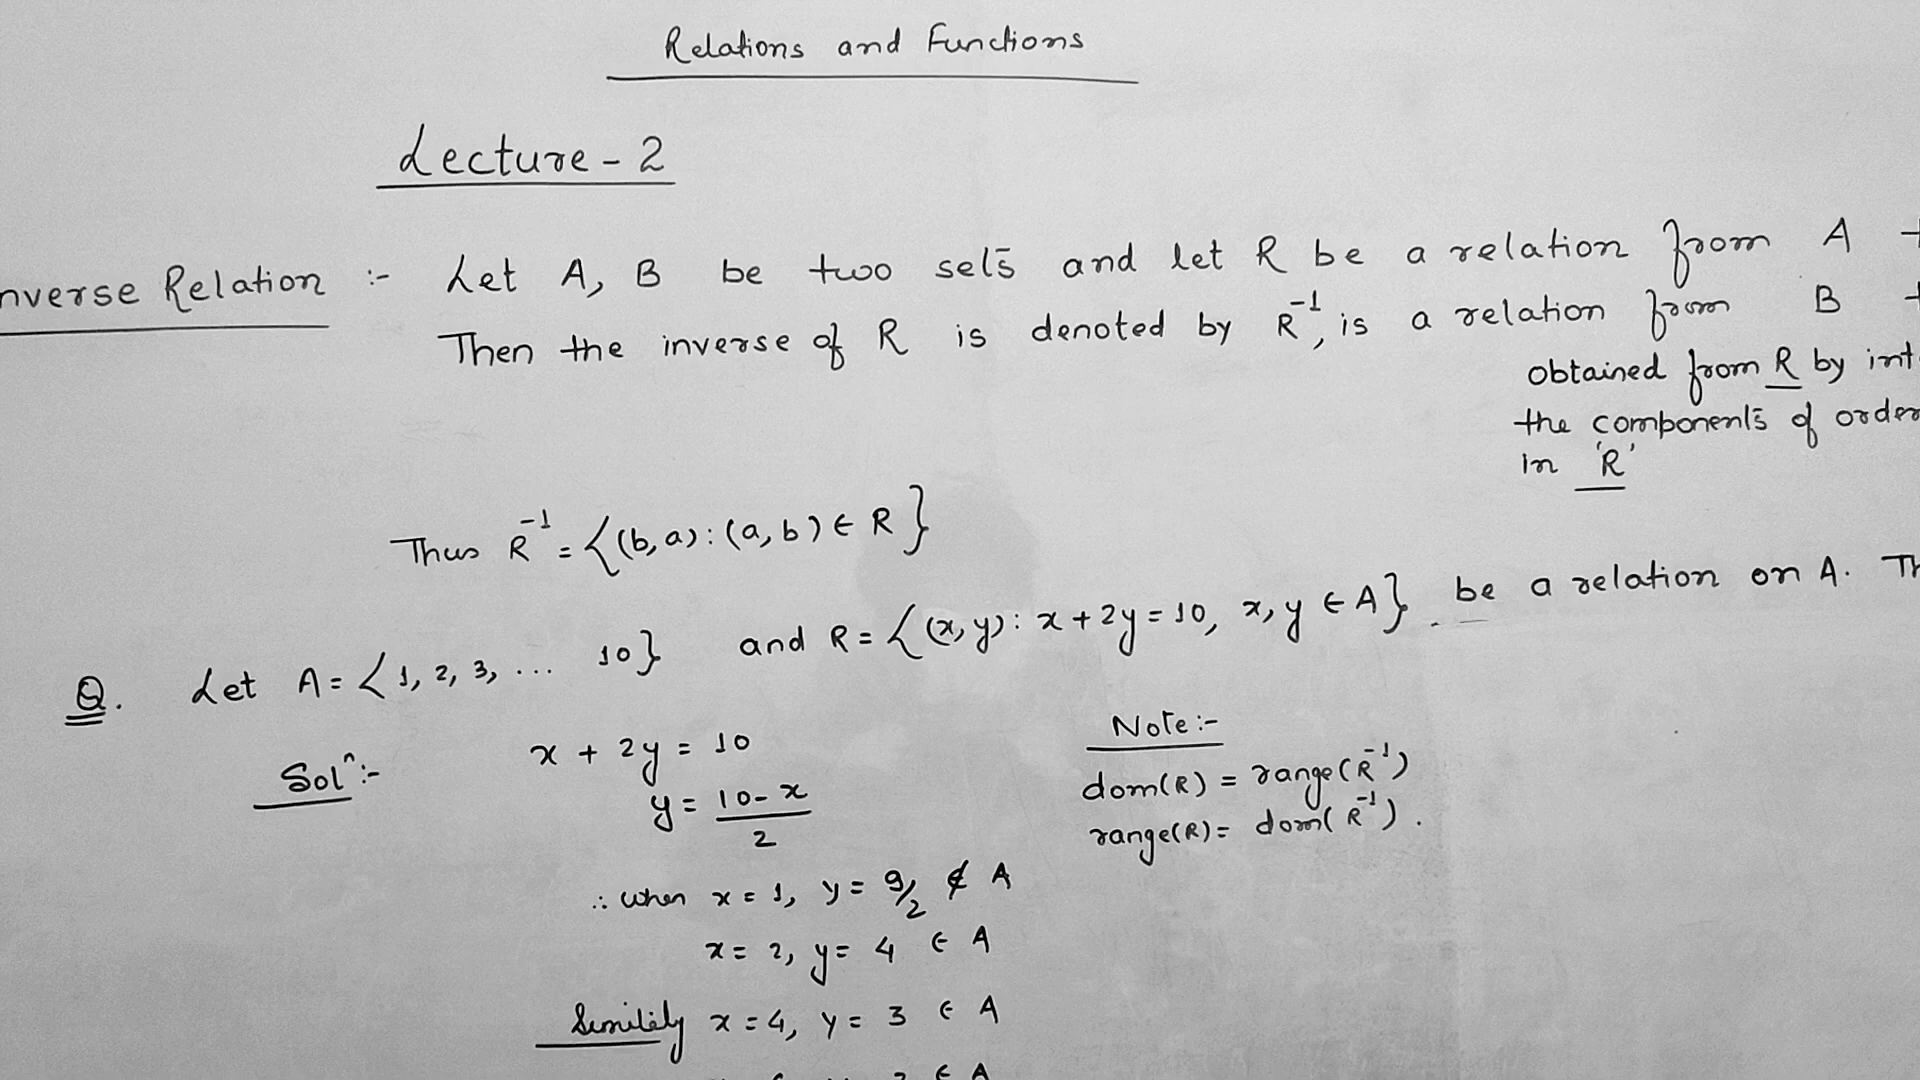 Relations and Functions
Lecture - 2
nverse Relation :- Let A, B be two sets and let R be a relation from A
Then the inverse of R is denoted by R⁻¹, is a relation from B
obtained from R by int
the components of order
in 'R'
Thus R⁻¹ = {(b, a) : (a, b) ∈ R}
Q. Let A = {1, 2, 3, ... 10} and R = {(x, y) : x + 2y = 10, x, y ∈ A} be a relation on A. Th
Solⁿ :- x + 2y = 10
y = (10 - x)/2
Note :-
dom(R) = range(R⁻¹)
range(R) = dom(R⁻¹).
∴ when x = 1, y = 9/2 ∉ A
x = 2, y = 4 ∈ A
Similily x = 4, y = 3 ∈ A
∈ A